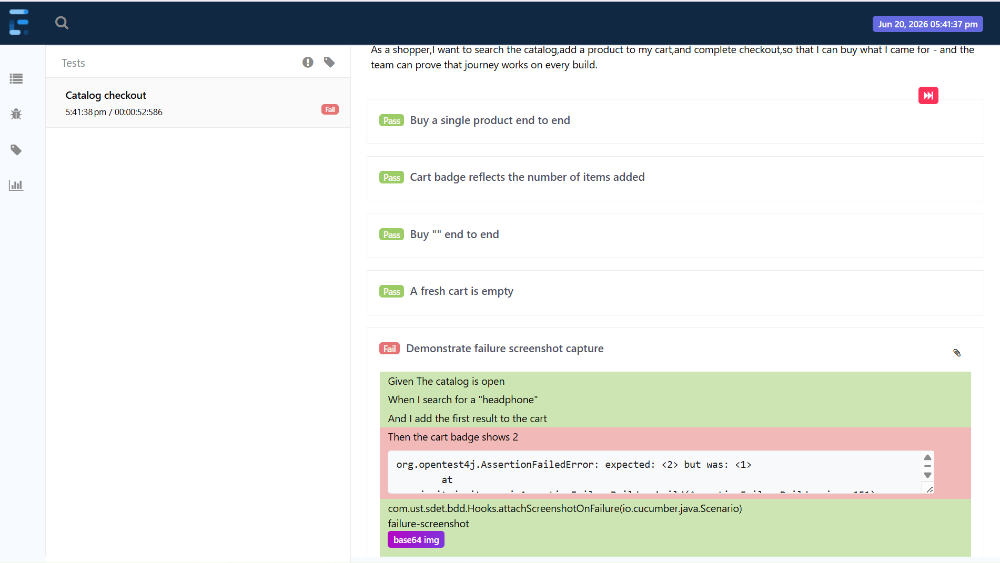 Jun 20, 2026 05:41:37 pm
Tests
Catalog checkout
5:41:38 pm / 00:00:52:586
Fail
As a shopper,I want to search the catalog,add a product to my cart,and complete checkout,so that I can buy what I came for - and the
team can prove that journey works on every build.
Pass Buy a single product end to end
Pass Cart badge reflects the number of items added
Pass Buy "" end to end
Pass A fresh cart is empty
Fail Demonstrate failure screenshot capture
Given The catalog is open
When I search for a "headphone"
And I add the first result to the cart
Then the cart badge shows 2
org.opentest4j.AssertionFailedError: expected: <2> but was: <1>
at
com.ust.sdet.bdd.Hooks.attachScreenshotOnFailure(io.cucumber.java.Scenario)
failure-screenshot
base64 img